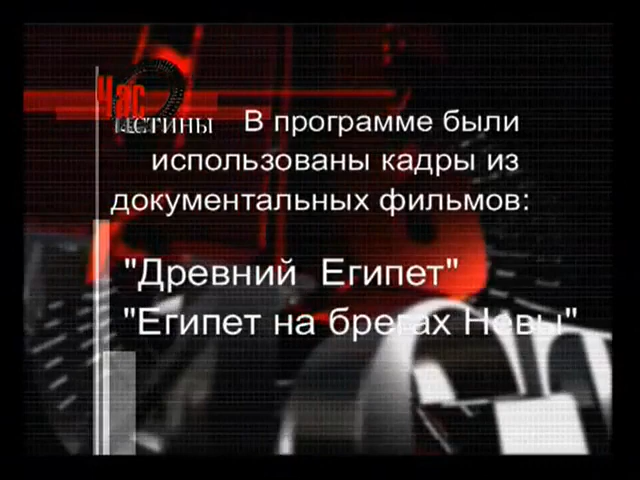 Час
истины
В программе были
использованы кадры из
документальных фильмов:
"Древний Египет"
"Египет на брегах Невы"